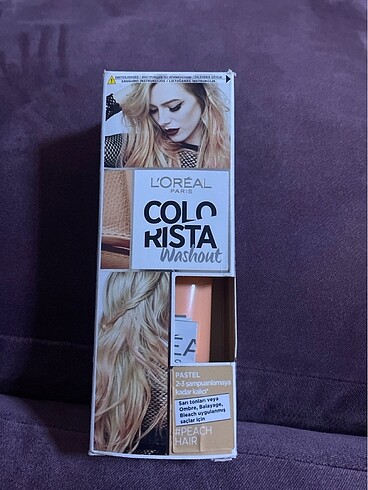 L'ORÉAL
PARIS
COLO
RISTA
Washout
PASTEL
2-3 şampuanlamaya
kadar kalıcı*
Sarı tonları veya
Ombre, Balayage,
Bleach uygulanmış
saçlar için
#PEACH
HAIR